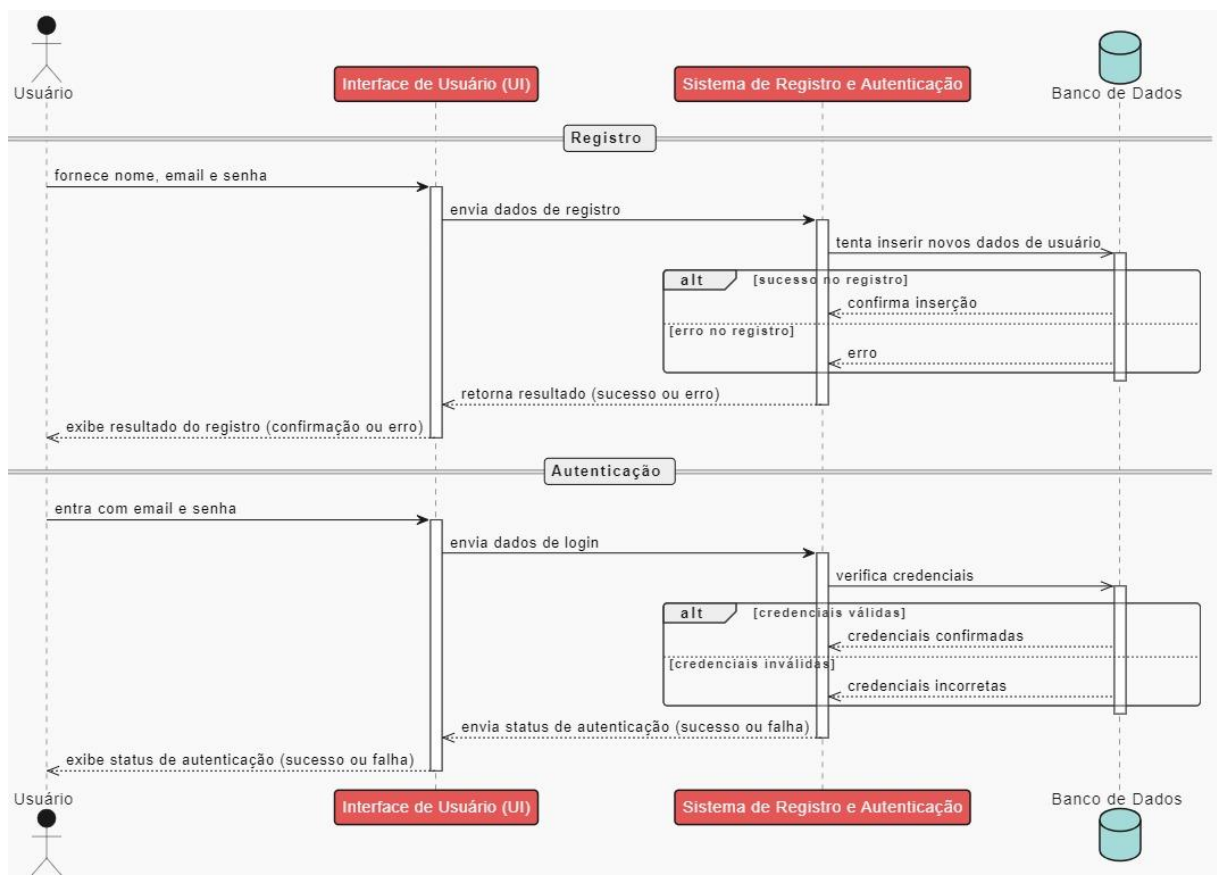 Usuário
Interface de Usuário (UI)
Sistema de Registro e Autenticação
Banco de Dados
Registro
fornece nome, email e senha
envia dados de registro
tenta inserir novos dados de usuário
alt
[sucesso no registro]
confirma inserção
[erro no registro]
erro
retorna resultado (sucesso ou erro)
exibe resultado do registro (confirmação ou erro)
Autenticação
entra com email e senha
envia dados de login
verifica credenciais
alt
[credenciais válidas]
credenciais confirmadas
[credenciais inválidas]
credenciais incorretas
envia status de autenticação (sucesso ou falha)
exibe status de autenticação (sucesso ou falha)
Usuário
Interface de Usuário (UI)
Sistema de Registro e Autenticação
Banco de Dados